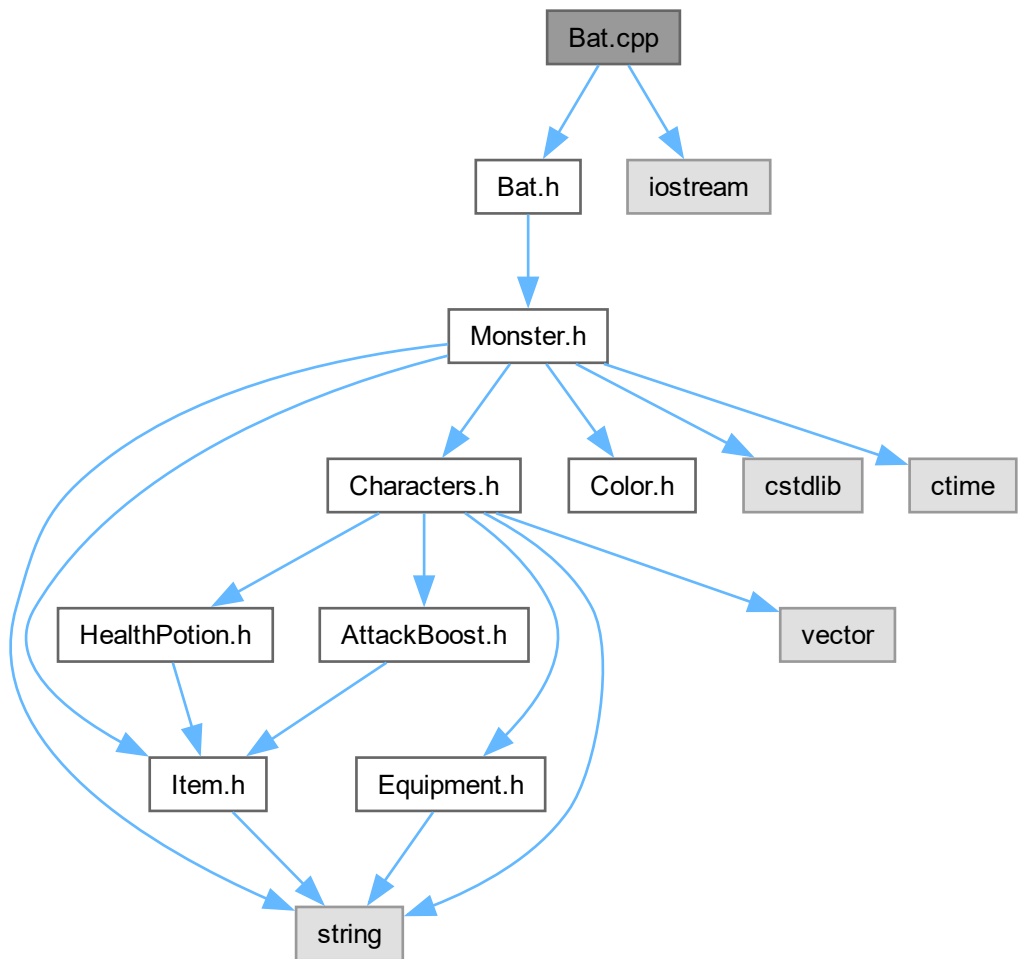 Bat.cpp
Bat.h
iostream
Monster.h
Characters.h
Color.h
cstdlib
ctime
HealthPotion.h
AttackBoost.h
vector
Item.h
Equipment.h
string